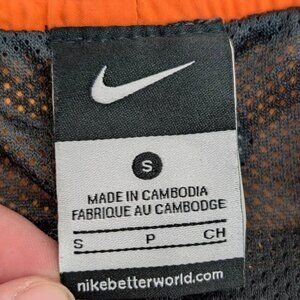 S
MADE IN CAMBODIA
FABRIQUE AU CAMBODGE
S P CH
nikebetterworld.com